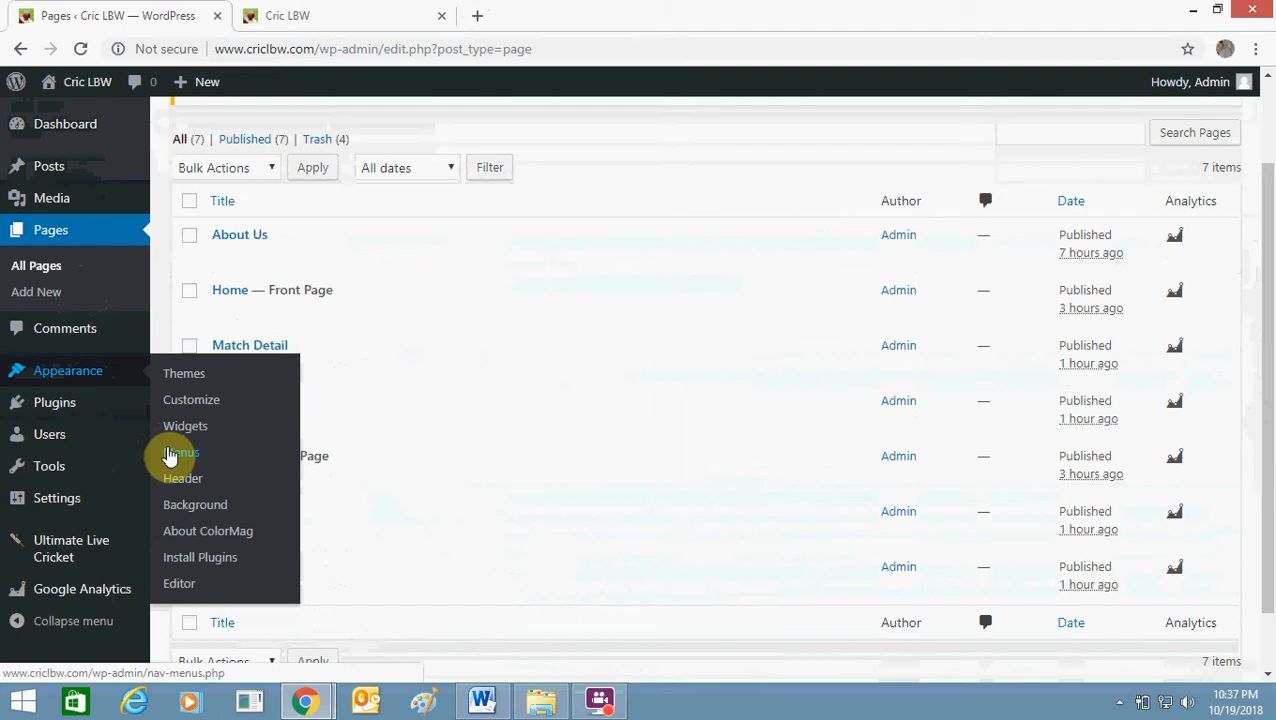 Pages ‹ Cric LBW — WordPress
Cric LBW
Not secure
www.criclbw.com/wp-admin/edit.php?post_type=page
Cric LBW
0
New
Howdy, Admin
Dashboard
Posts
Media
Pages
All Pages
Add New
Comments
Appearance
Plugins
Users
Tools
Settings
Ultimate Live
Cricket
Google Analytics
Collapse menu
Themes
Customize
Widgets
Header
Background
About ColorMag
Install Plugins
Editor
All (7) | Published (7) | Trash (4)
Search Pages
Bulk Actions
Apply
All dates
Filter
7 items
Title
Author
Date
Analytics
About Us
Admin
—
Published
7 hours ago
Home — Front Page
Admin
—
Published
3 hours ago
Match Detail
Admin
—
Published
1 hour ago
Admin
—
Published
1 hour ago
Page
Admin
—
Published
3 hours ago
Admin
—
Published
1 hour ago
Admin
—
Published
1 hour ago
Title
Author
Date
Analytics
Bulk Actions
Apply
7 items
www.criclbw.com/wp-admin/nav-menus.php
10:37 PM
10/19/2018